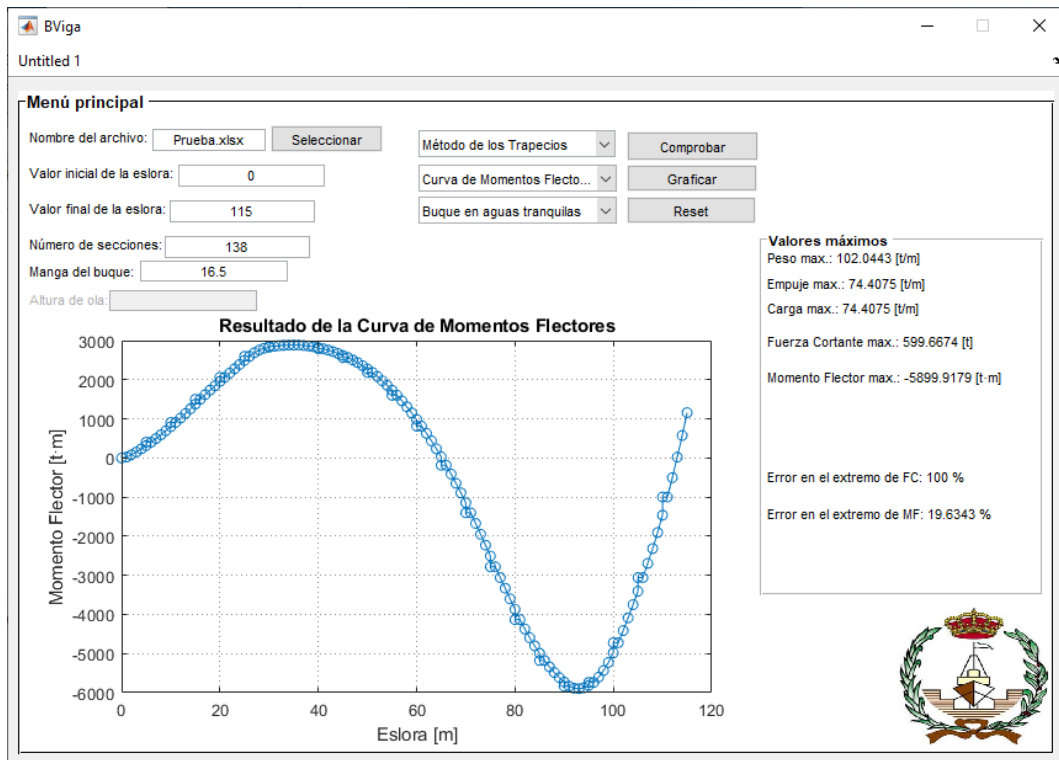 BViga
Untitled 1
Menú principal
Nombre del archivo: Prueba.xlsx Seleccionar
Método de los Trapecios Comprobar
Valor inicial de la eslora: 0
Curva de Momentos Flecto... Graficar
Valor final de la eslora: 115
Buque en aguas tranquilas Reset
Número de secciones: 138
Manga del buque: 16.5
Altura de ola:
Valores máximos
Peso max.: 102.0443 [t/m]
Empuje max.: 74.4075 [t/m]
Carga max.: 74.4075 [t/m]
Fuerza Cortante max.: 599.6674 [t]
Momento Flector max.: -5899.9179 [t·m]
Error en el extremo de FC: 100 %
Error en el extremo de MF: 19.6343 %
Resultado de la Curva de Momentos Flectores
Momento Flector [t·m]
3000
2000
1000
0
-1000
-2000
-3000
-4000
-5000
-6000
0 20 40 60 80 100 120
Eslora [m]